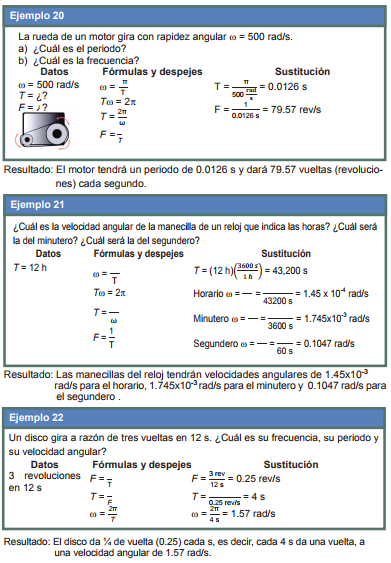 Ejemplo 20
La rueda de un motor gira con rapidez angular ω = 500 rad/s.
a) ¿Cuál es el periodo?
b) ¿Cuál es la frecuencia?
Datos Fórmulas y despejes Sustitución
ω = 500 rad/s ω = π/T T = π/500 rad/s = 0.0126 s
T = ¿? Tω = 2π
F = ¿? T = 2π/ω F = 1/0.0126 s = 79.57 rev/s
F = /T
Resultado: El motor tendrá un periodo de 0.0126 s y dará 79.57 vueltas (revolucio-
nes) cada segundo.
Ejemplo 21
¿Cuál es la velocidad angular de la manecilla de un reloj que indica las horas? ¿Cuál será
la del minutero? ¿Cuál será la del segundero?
Datos Fórmulas y despejes Sustitución
T = 12 h ω = /T T = (12 h)(3600 s/1 h) = 43,200 s
Tω = 2π Horario ω = — = /43200 s = 1.45 x 10⁻⁴ rad/s
T = /ω Minutero ω = — = /3600 s = 1.745x10⁻³ rad/s
F = 1/T Segundero ω = — = /60 s = 0.1047 rad/s
Resultado: Las manecillas del reloj tendrán velocidades angulares de 1.45x10⁻³
rad/s para el horario, 1.745x10⁻³ rad/s para el minutero y 0.1047 rad/s para
el segundero .
Ejemplo 22
Un disco gira a razón de tres vueltas en 12 s. ¿Cuál es su frecuencia, su periodo y
su velocidad angular?
Datos Fórmulas y despejes Sustitución
3 revoluciones F = /T F = 3 rev/12 s = 0.25 rev/s
en 12 s T = /F T = /0.25 rev/s = 4 s
ω = 2π/T ω = 2π/4 s = 1.57 rad/s
Resultado: El disco da ¼ de vuelta (0.25) cada s, es decir, cada 4 s da una vuelta, a
una velocidad angular de 1.57 rad/s.